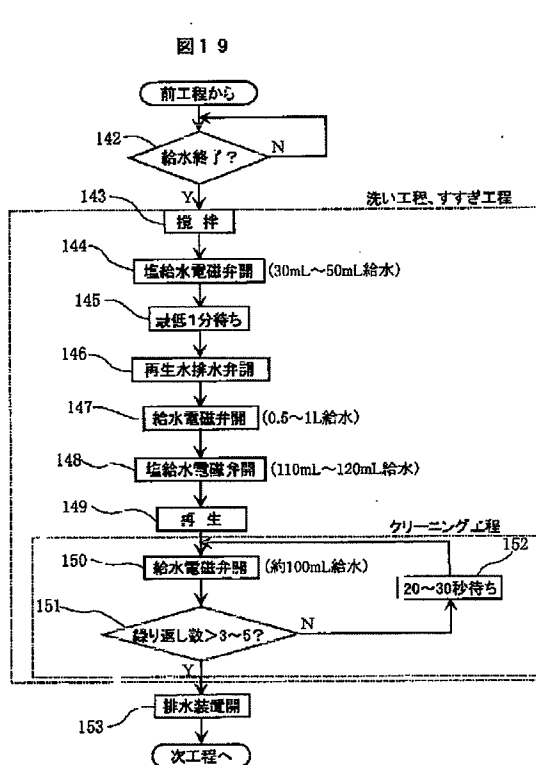 図19
前工程から
142
給水終了？
N
Y
143
洗い工程、すすぎ工程
攪拌
144
塩給水電磁弁開
(30mL～50mL給水)
145
最低1分待ち
146
再生水排水弁開
147
給水電磁弁開
(0.5～1L給水)
148
塩給水電磁弁開
(110mL～120mL給水)
149
再生
クリーニング工程
150
給水電磁弁開
(約100mL給水)
152
20～30秒待ち
151
繰り返し数>3～5?
N
Y
排水装置開
153
次工程へ